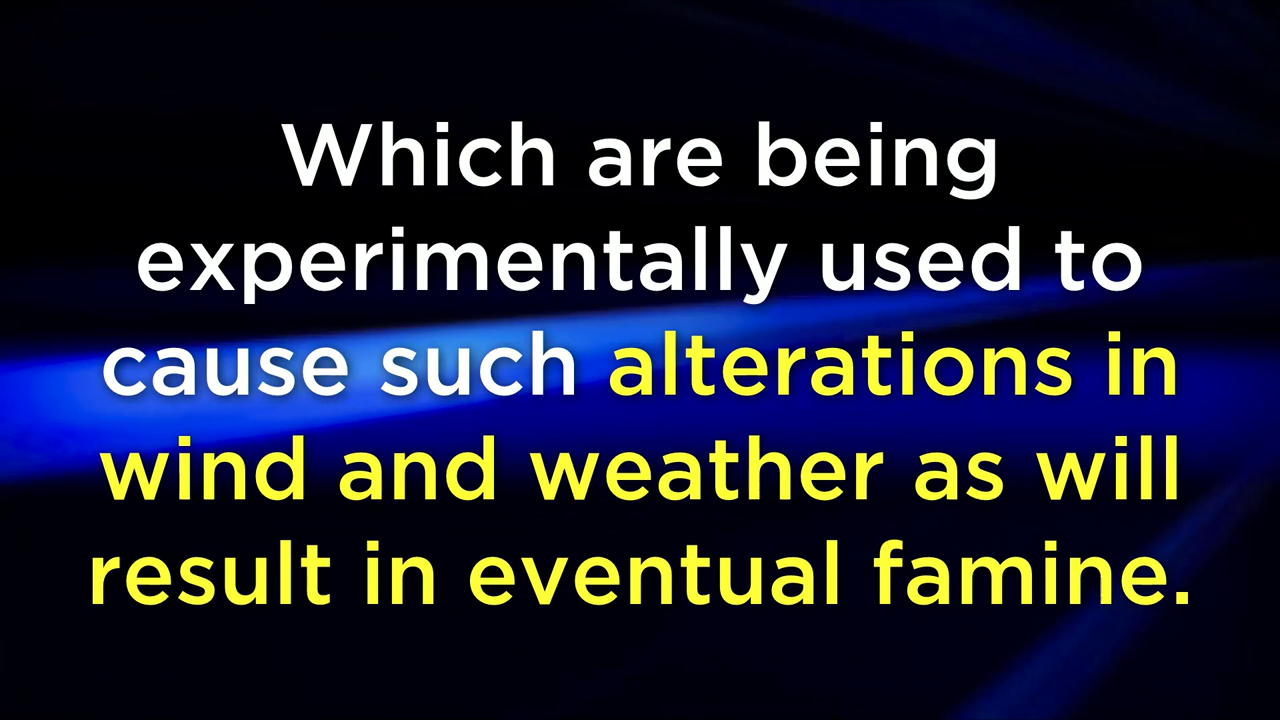 Which are being
experimentally used to
cause such alterations in
wind and weather as will
result in eventual famine.